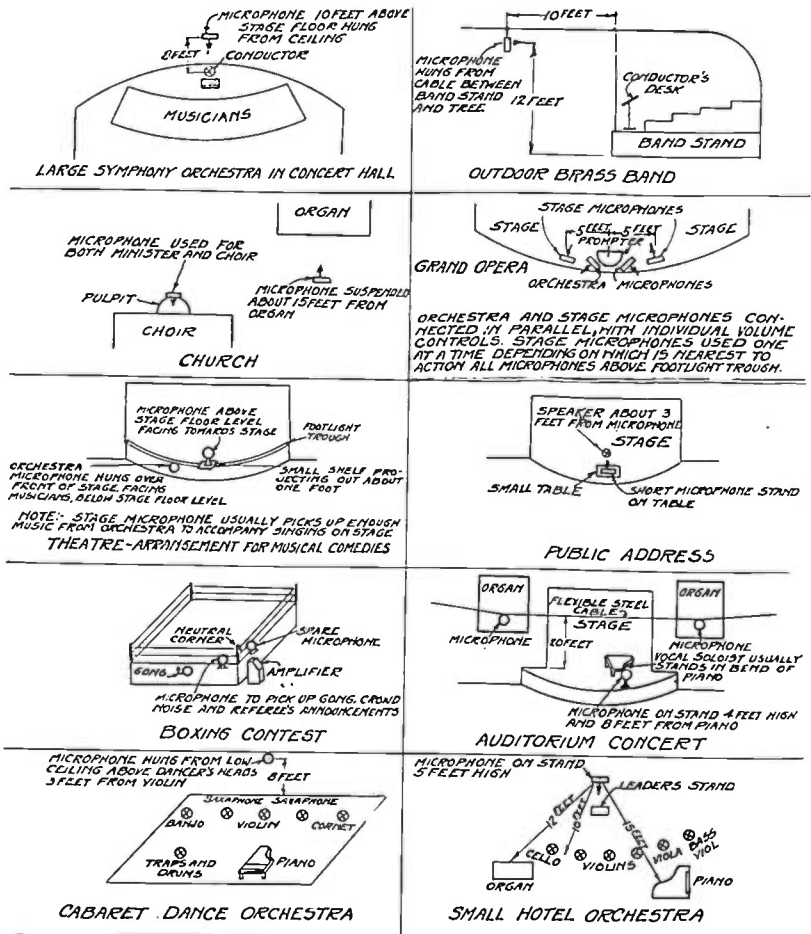 MICROPHONE 10 FEET ABOVE
STAGE FLOOR HUNG
FROM CEILING
8 FEET
CONDUCTOR
MUSICIANS
LARGE SYMPHONY ORCHESTRA IN CONCERT HALL
10 FEET
MICROPHONE
HUNG FROM
CABLE BETWEEN
BAND STAND
AND TREE.
12 FEET
CONDUCTOR'S
DESK
BAND STAND
OUTDOOR BRASS BAND
ORGAN
MICROPHONE USED FOR
BOTH MINISTER AND CHOIR
PULPIT
CHOIR
MICROPHONE SUSPENDED
ABOUT 15 FEET FROM
ORGAN
CHURCH
STAGE MICROPHONES
STAGE
5 FEET
5 FEET
STAGE
PROMPTER
GRAND OPERA
ORCHESTRA MICROPHONES
ORCHESTRA AND STAGE MICROPHONES CON-
NECTED IN PARALLEL, WITH INDIVIDUAL VOLUME
CONTROLS. STAGE MICROPHONES USED ONE
AT A TIME DEPENDING ON WHICH IS NEAREST TO
ACTION ALL MICROPHONES ABOVE FOOTLIGHT TROUGH.
MICROPHONE ABOVE
STAGE FLOOR LEVEL
FACING TOWARDS STAGE
FOOTLIGHT
TROUGH
ORCHESTRA
MICROPHONE HUNG OVER
FRONT OF STAGE, FACING
MUSICIANS, BELOW STAGE FLOOR LEVEL
SMALL SHELF PRO-
JECTING OUT ABOUT
ONE FOOT
NOTE:- STAGE MICROPHONE USUALLY PICKS UP ENOUGH
MUSIC FROM ORCHESTRA TO ACCOMPANY SINGING ON STAGE
THEATRE-ARRANGEMENT FOR MUSICAL COMEDIES
SPEAKER ABOUT 3
FEET FROM MICROPHONE
STAGE
SMALL TABLE
SHORT MICROPHONE STAND
ON TABLE
PUBLIC ADDRESS
NEUTRAL
CORNER
SPARE
MICROPHONE
GONG
AMPLIFIER
MICROPHONE TO PICK UP GONG, CROWD
NOISE AND REFEREE'S ANNOUNCEMENTS
BOXING CONTEST
ORGAN
FLEXIBLE STEEL
CABLE
STAGE
ORGAN
MICROPHONE
20 FEET
MICROPHONE
VOCAL SOLOIST USUALLY
STANDS IN BEND OF
PIANO
MICROPHONE ON STAND 4 FEET HIGH
AND 8 FEET FROM PIANO
AUDITORIUM CONCERT
MICROPHONE HUNG FROM LOW
CEILING ABOVE DANCER'S HEADS
9 FEET FROM VIOLIN
8 FEET
SAXAPHONE SAXAPHONE
BANJO
VIOLIN
CORNET
TRAPS AND
DRUMS
PIANO
CABARET DANCE ORCHESTRA
MICROPHONE ON STAND
5 FEET HIGH
LEADERS STAND
12 FEET
10 FEET
15 FEET
CELLO
VIOLINS
VIOLA
BASS
VIOL
ORGAN
PIANO
SMALL HOTEL ORCHESTRA